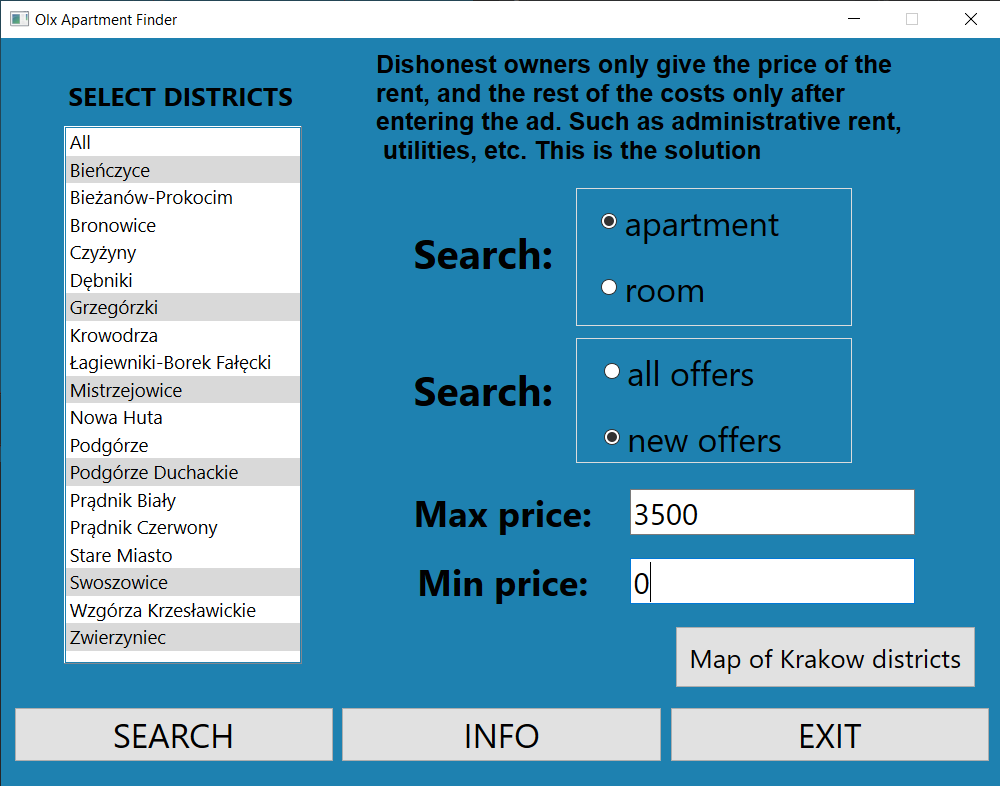 Olx Apartment Finder
SELECT DISTRICTS
All
Bieńczyce
Bieżanów-Prokocim
Bronowice
Czyżyny
Dębniki
Grzegórzki
Krowodrza
Łagiewniki-Borek Fałęcki
Mistrzejowice
Nowa Huta
Podgórze
Podgórze Duchackie
Prądnik Biały
Prądnik Czerwony
Stare Miasto
Swoszowice
Wzgórza Krzesławickie
Zwierzyniec
Dishonest owners only give the price of the
rent, and the rest of the costs only after
entering the ad. Such as administrative rent,
utilities, etc. This is the solution
Search:
apartment
room
Search:
all offers
new offers
Max price:
3500
Min price:
0
Map of Krakow districts
SEARCH
INFO
EXIT